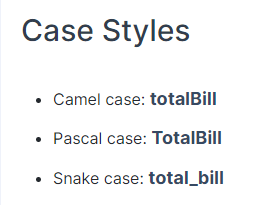 Case Styles
• Camel case: totalBill
• Pascal case: TotalBill
• Snake case: total_bill